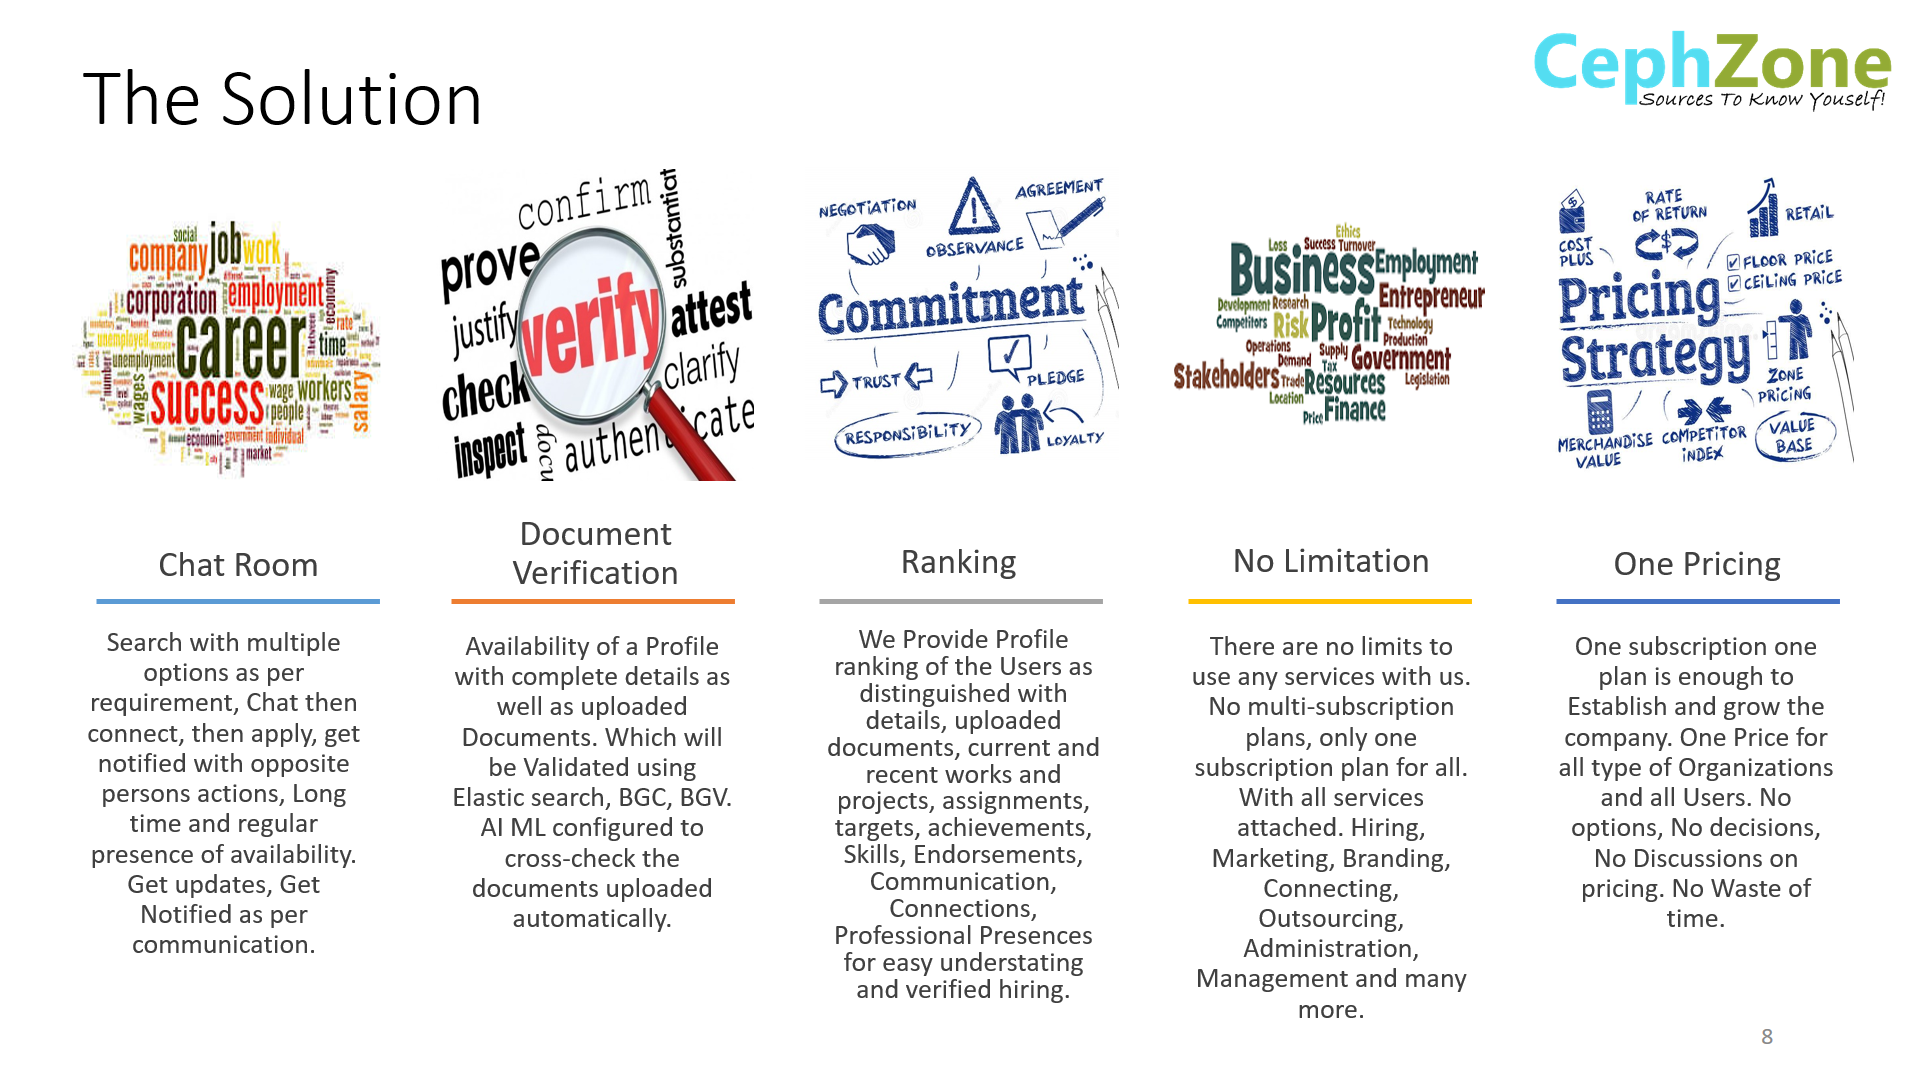 The Solution
CephZone
Sources To Know Youself!
social
company job work
corporation employment economy
career
rate
time
unemployed
unemployment
number
level
wages
success
wage workers
people
salary
economic government individual
market
confirm
substantiat
prove
justify
verify
attest
check
clarify
inspect
docu
authenticate
NEGOTIATION
AGREEMENT
OBSERVANCE
Commitment
TRUST
PLEDGE
RESPONSIBILITY
LOYALTY
Ethics
Loss Success Turnover
Business Employment
Development Research Entrepreneur
Competitors Risk Profit Technology
Production
Operations Supply Government
Demand Tax
Stakeholders Trade Resources Legislation
Location
Price Finance
RATE
OF RETURN
RETAIL
COST
PLUS
FLOOR PRICE
CEILING PRICE
Pricing
Strategy
ZONE
PRICING
MERCHANDISE
VALUE
COMPETITOR
INDEX
VALUE
BASE
Chat Room
Search with multiple
options as per
requirement, Chat then
connect, then apply, get
notified with opposite
persons actions, Long
time and regular
presence of availability.
Get updates, Get
Notified as per
communication.
Document
Verification
Availability of a Profile
with complete details as
well as uploaded
Documents. Which will
be Validated using
Elastic search, BGC, BGV.
AI ML configured to
cross-check the
documents uploaded
automatically.
Ranking
We Provide Profile
ranking of the Users as
distinguished with
details, uploaded
documents, current and
recent works and
projects, assignments,
targets, achievements,
Skills, Endorsements,
Communication,
Connections,
Professional Presences
for easy understating
and verified hiring.
No Limitation
There are no limits to
use any services with us.
No multi-subscription
plans, only one
subscription plan for all.
With all services
attached. Hiring,
Marketing, Branding,
Connecting,
Outsourcing,
Administration,
Management and many
more.
One Pricing
One subscription one
plan is enough to
Establish and grow the
company. One Price for
all type of Organizations
and all Users. No
options, No decisions,
No Discussions on
pricing. No Waste of
time.
8